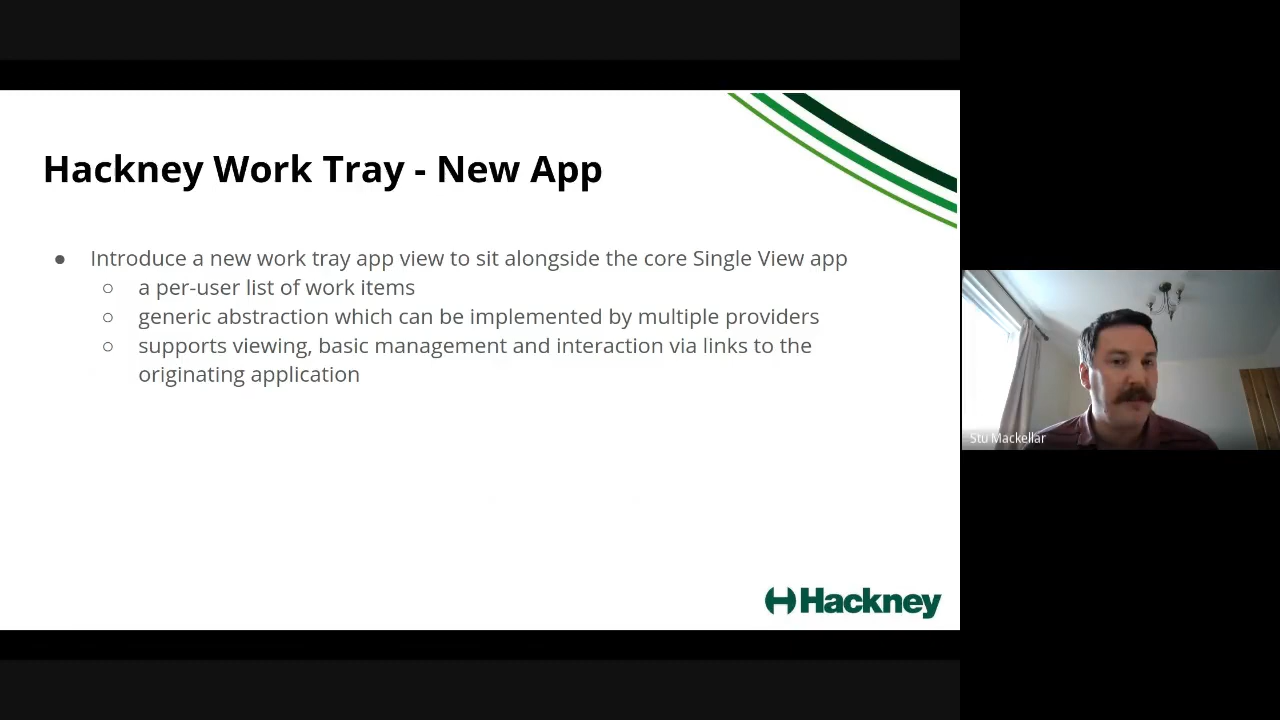 Hackney Work Tray - New App
● Introduce a new work tray app view to sit alongside the core Single View app
○ a per-user list of work items
○ generic abstraction which can be implemented by multiple providers
○ supports viewing, basic management and interaction via links to the
originating application
Stu Mackellar
Hackney